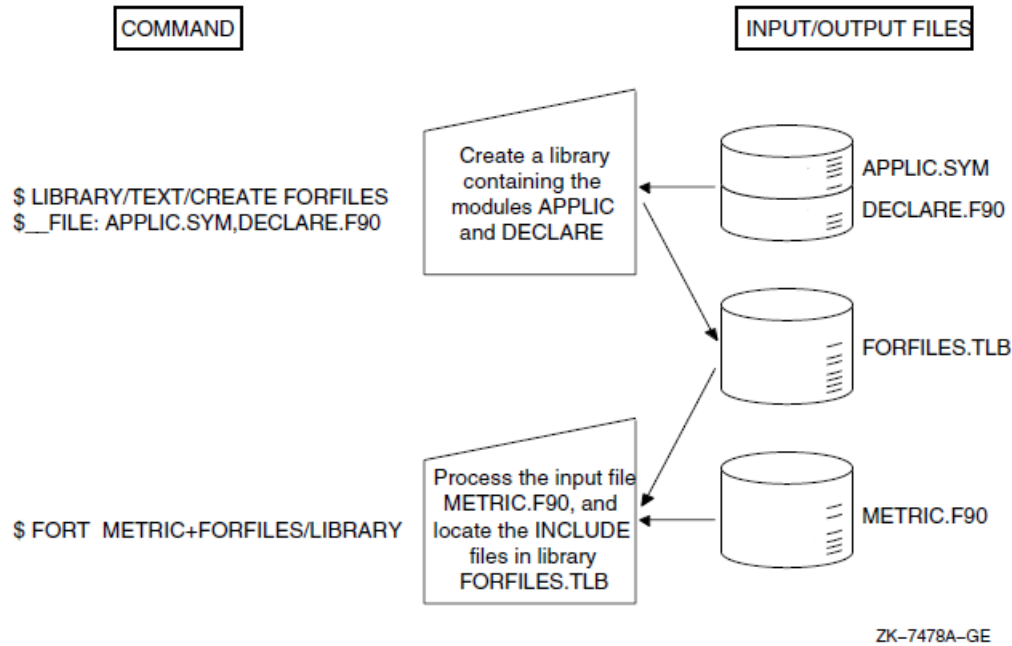 COMMAND
INPUT/OUTPUT FILES
$ LIBRARY/TEXT/CREATE FORFILES
$__FILE: APPLIC.SYM,DECLARE.F90
Create a library
containing the
modules APPLIC
and DECLARE
APPLIC.SYM
DECLARE.F90
FORFILES.TLB
$ FORT METRIC+FORFILES/LIBRARY
Process the input file
METRIC.F90, and
locate the INCLUDE
files in library
FORFILES.TLB
METRIC.F90
ZK–7478A–GE